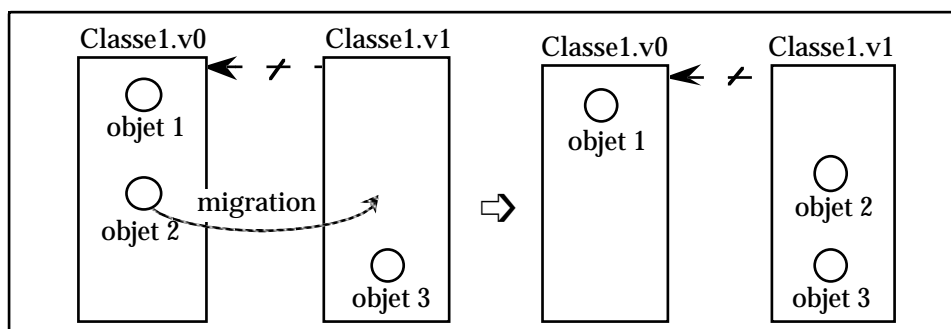 Classe1.v0 Classe1.v1 Classe1.v0 Classe1.v1
objet 1 objet 1
migration
objet 2 objet 2
objet 3 objet 3